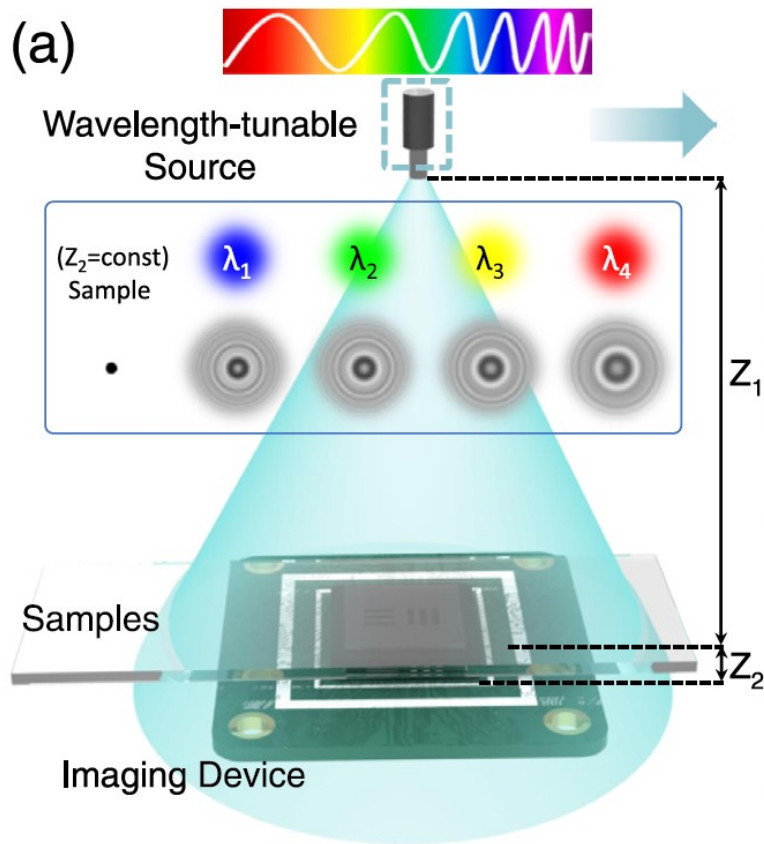 (a)
Wavelength-tunable
Source
(Z₂=const)
Sample
λ₁
λ₂
λ₃
λ₄
Z₁
Samples
Z₂
Imaging Device